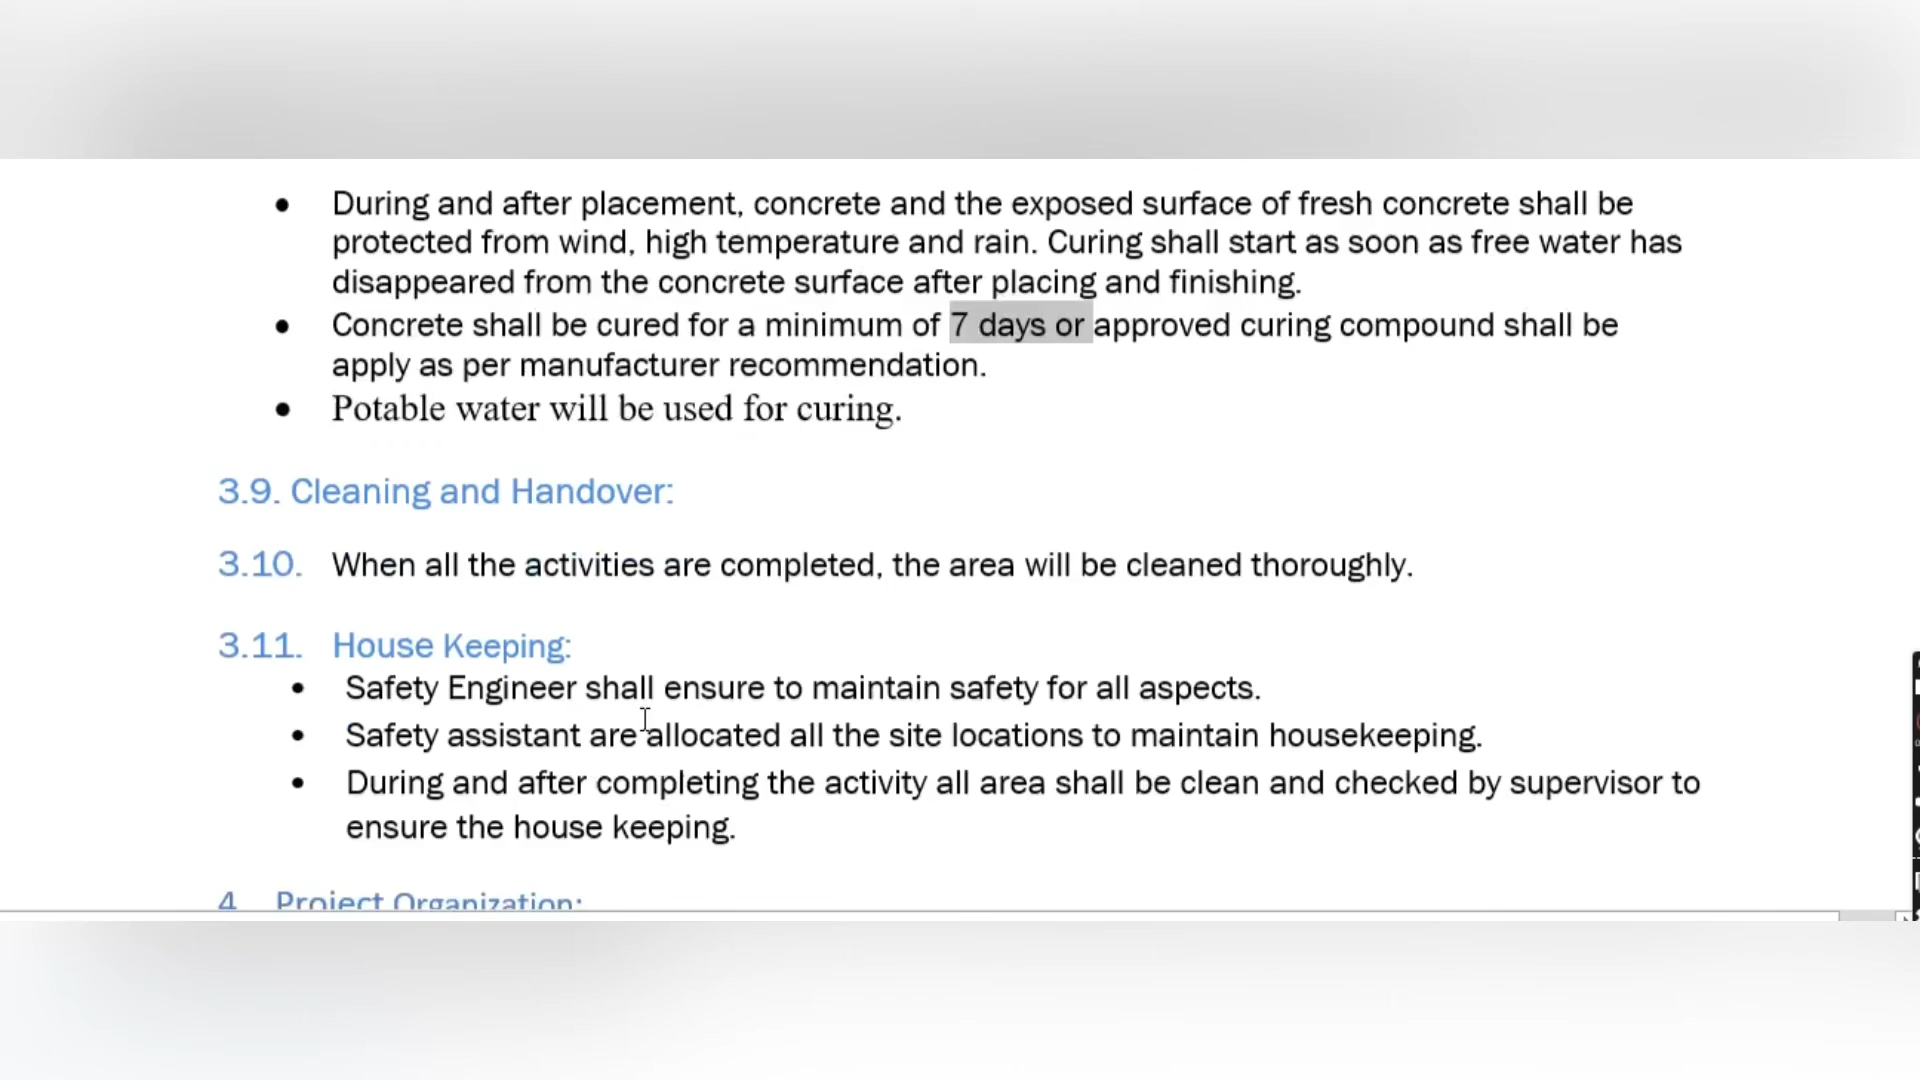 • During and after placement, concrete and the exposed surface of fresh concrete shall be
protected from wind, high temperature and rain. Curing shall start as soon as free water has
disappeared from the concrete surface after placing and finishing.
• Concrete shall be cured for a minimum of 7 days or approved curing compound shall be
apply as per manufacturer recommendation.
• Potable water will be used for curing.
3.9. Cleaning and Handover:
3.10. When all the activities are completed, the area will be cleaned thoroughly.
3.11. House Keeping:
• Safety Engineer shall ensure to maintain safety for all aspects.
• Safety assistant are allocated all the site locations to maintain housekeeping.
• During and after completing the activity all area shall be clean and checked by supervisor to
ensure the house keeping.
4 Project Organization: